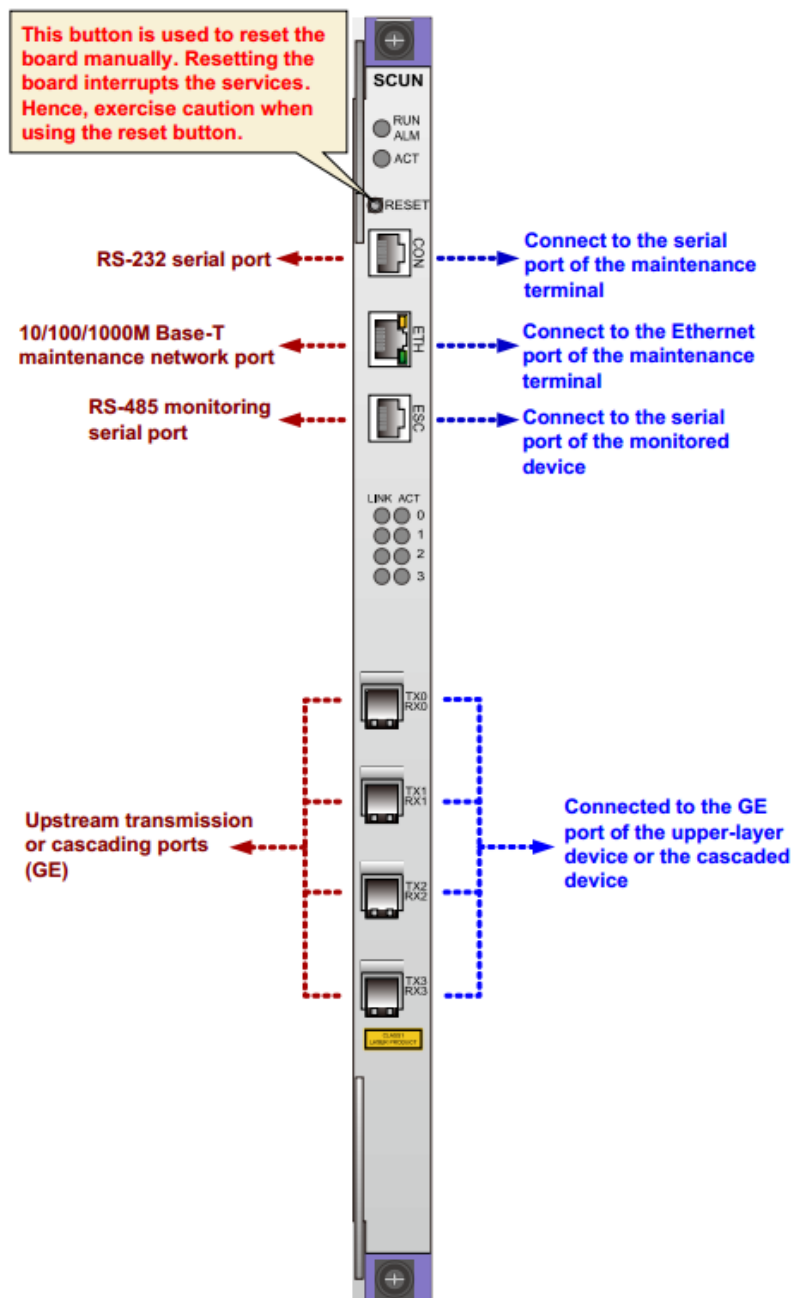 This button is used to reset the
board manually. Resetting the
board interrupts the services.
Hence, exercise caution when
using the reset button.
SCUN
RUN
ALM
ACT
RESET
RS-232 serial port
CON
Connect to the serial
port of the maintenance
terminal
10/100/1000M Base-T
maintenance network port
ETH
Connect to the Ethernet
port of the maintenance
terminal
RS-485 monitoring
serial port
ESC
Connect to the serial
port of the monitored
device
LINK ACT
0
1
2
3
TX0
RX0
TX1
RX1
Upstream transmission
or cascading ports
(GE)
Connected to the GE
port of the upper-layer
device or the cascaded
device
TX2
RX2
TX3
RX3
LASER PRODUCT